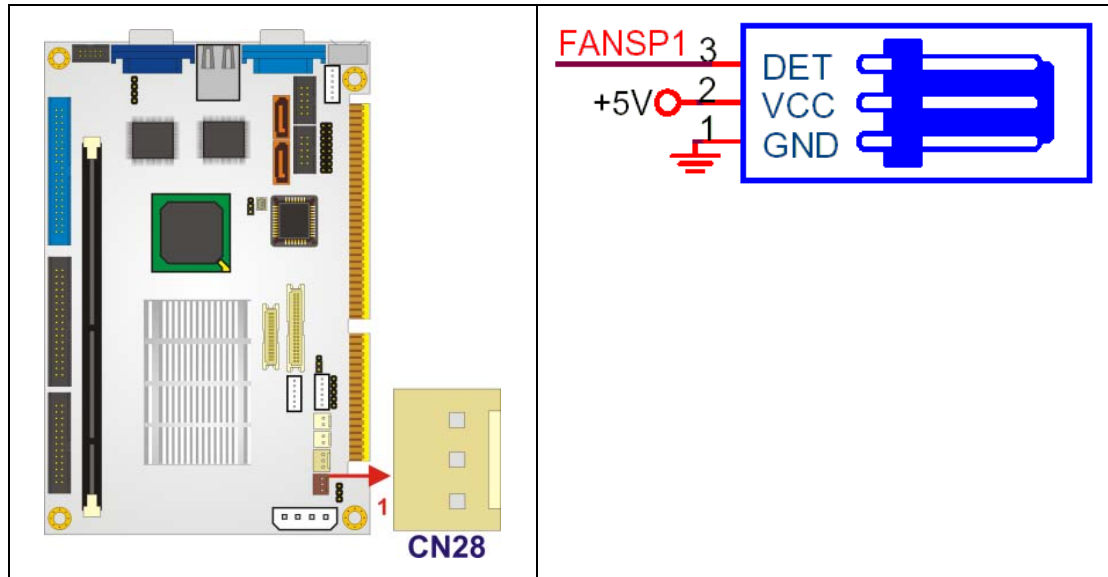 1
CN28
FANSP1 3 DET
+5V 2 VCC
1 GND